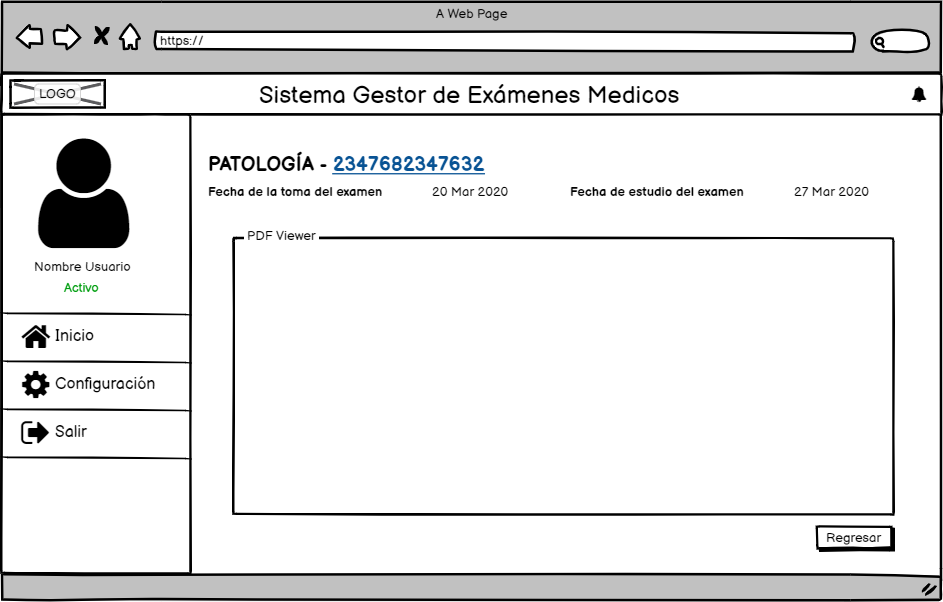 A Web Page
https://
LOGO
Sistema Gestor de Exámenes Medicos
PATOLOGÍA - 2347682347632
Fecha de la toma del examen 20 Mar 2020 Fecha de estudio del examen 27 Mar 2020
PDF Viewer
Nombre Usuario
Activo
Inicio
Configuración
Salir
Regresar